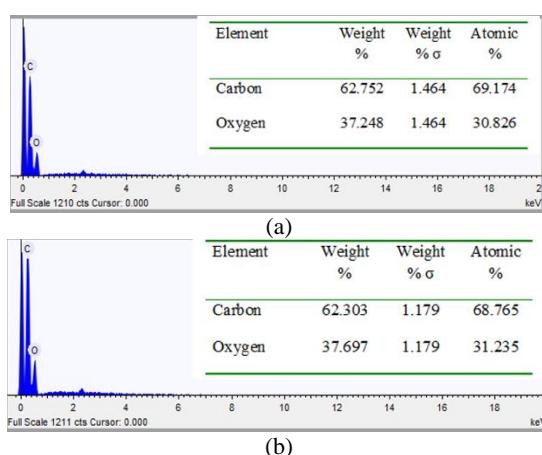 Element Weight Weight Atomic
% % σ %
C
Carbon 62.752 1.464 69.174
Oxygen 37.248 1.464 30.826
O
0 2 4 6 8 10 12 14 16 18 2
Full Scale 1210 cts Cursor: 0.000 keV
(a)
C
Element Weight Weight Atomic
% % σ %
Carbon 62.303 1.179 68.765
Oxygen 37.697 1.179 31.235
O
0 2 4 6 8 10 12 14 16 18
Full Scale 1211 cts Cursor: 0.000 ke
(b)